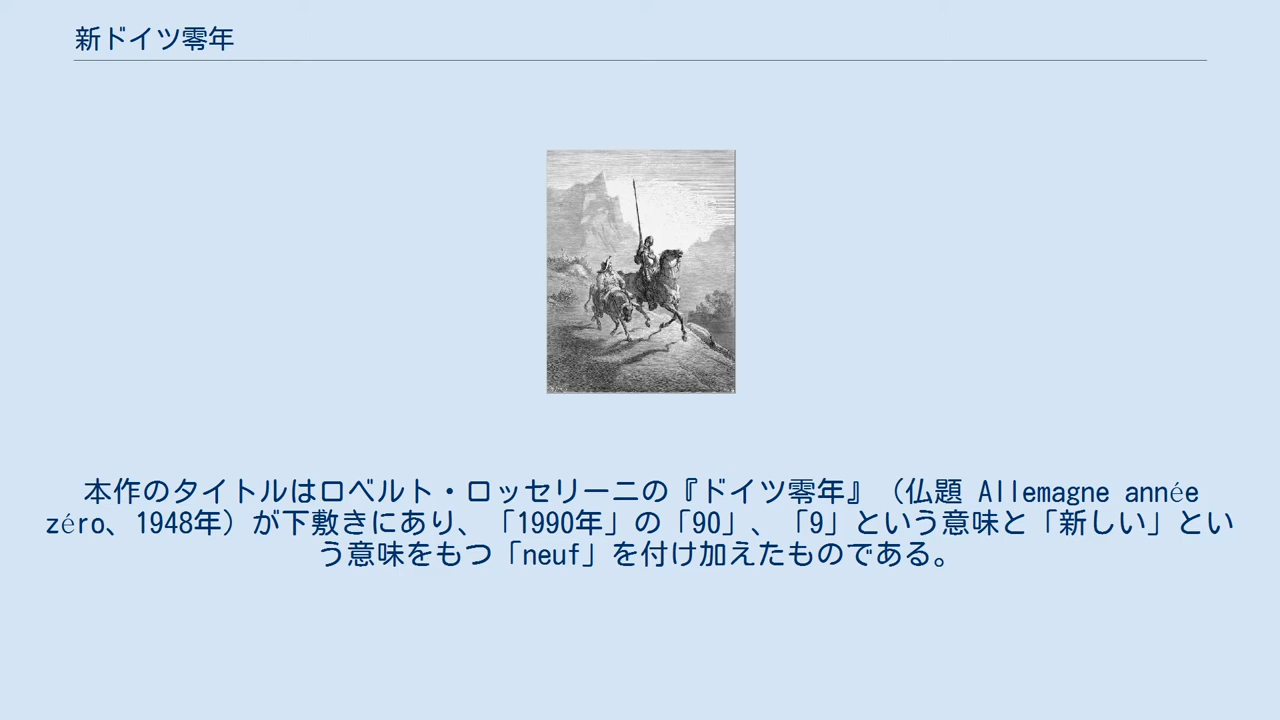 新ドイツ零年
本作のタイトルはロベルト・ロッセリーニの『ドイツ零年』（仏題 Allemagne année
zéro、1948年）が下敷きにあり、「1990年」の「90」、「9」という意味と「新しい」とい
う意味をもつ「neuf」を付け加えたものである。